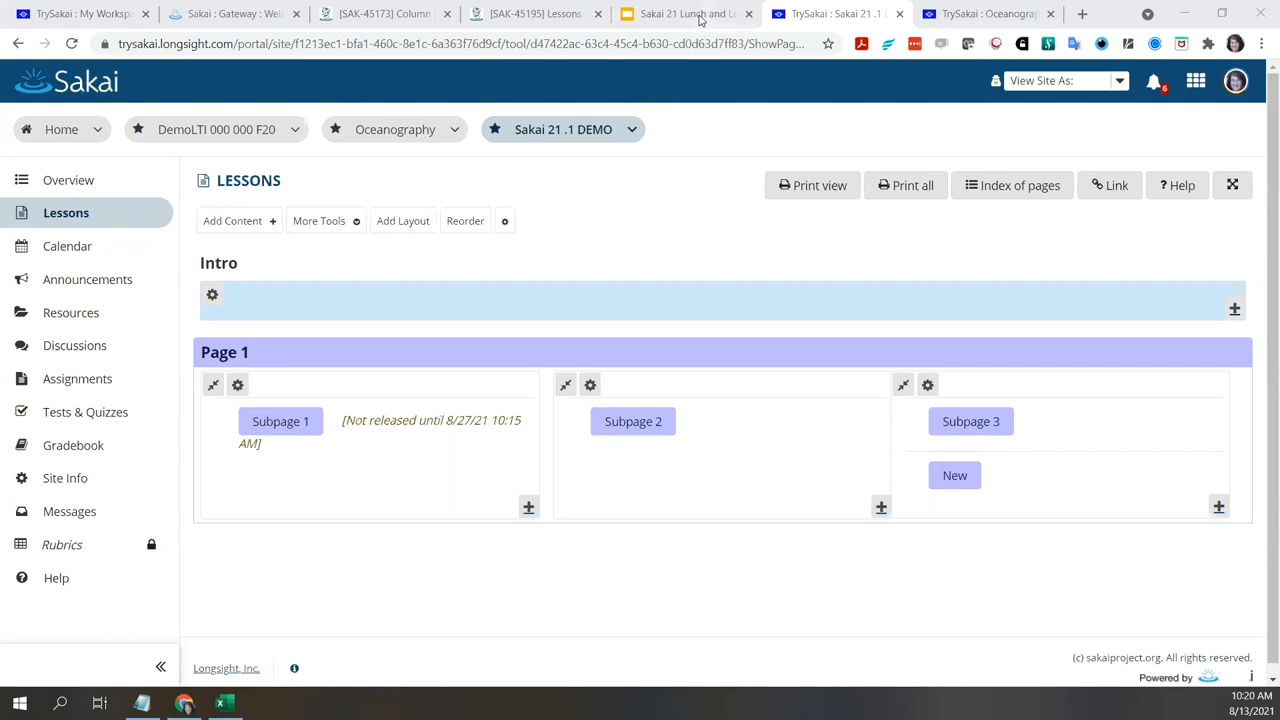 TrySakai : My Worksp
Sakai : Gateway : Wel
[SAK-45173] Column
[SAK-45195] Lessons
Sakai 21 Lunch and Le
TrySakai : Sakai 21 .1 D
TrySakai : Oceanogra
trysakai.longsight.com/portal/site/f1213ac1-bfa1-460c-8e12-6a363f769cbf/tool/d47422ac-63c4-45c4-b630-cd0d63d7ff83/ShowPag...
Sakai
View Site As:
6
Home
DemoLTI 000 000 F20
Oceanography
Sakai 21 .1 DEMO
Overview
Lessons
Calendar
Announcements
Resources
Discussions
Assignments
Tests & Quizzes
Gradebook
Site Info
Messages
Rubrics
Help
LESSONS
Print view
Print all
Index of pages
Link
? Help
Add Content +
More Tools
Add Layout
Reorder
Intro
Page 1
Subpage 1 [Not released until 8/27/21 10:15
AM]
Subpage 2
Subpage 3
New
Longsight, Inc.
(c) sakaiproject.org. All rights reserved.
Powered by
10:20 AM
8/13/2021